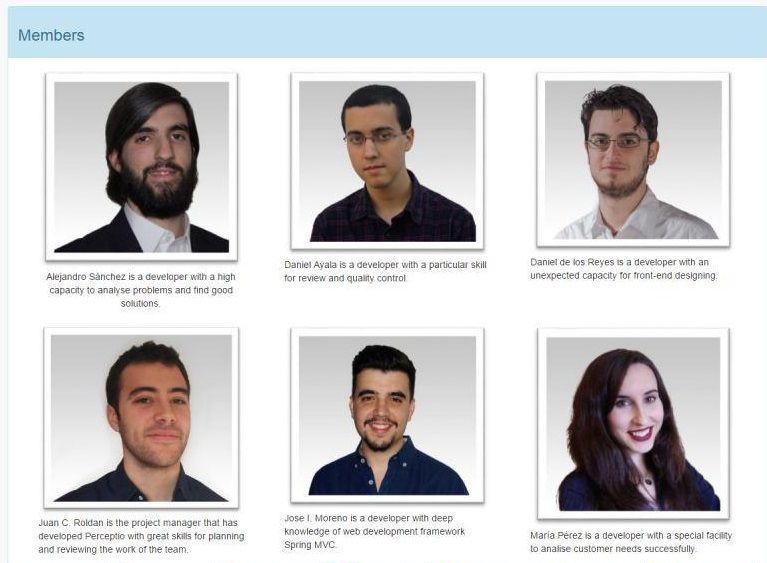 Members
Alejandro Sánchez is a developer with a high
capacity to analyse problems and find good
solutions.
Daniel Ayala is a developer with a particular skill
for review and quality control.
Daniel de los Reyes is a developer with an
unexpected capacity for front-end designing.
Juan C. Roldan is the project manager that has
developed Perceptio with great skills for planning
and reviewing the work of the team.
Jose I. Moreno is a developer with deep
knowledge of web development framework
Spring MVC.
María Pérez is a developer with a special facility
to analise customer needs successfully.